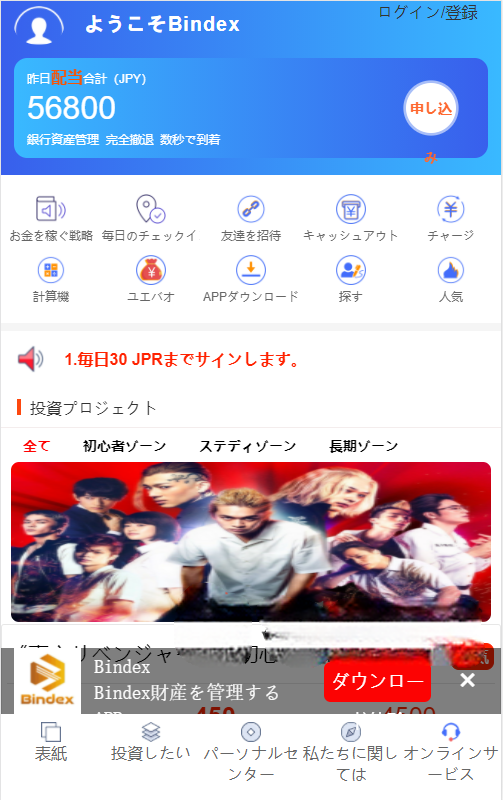 ログイン/登録
ようこそBindex
昨日配当合計（JPY）
56800
申し込み
銀行資産管理 完全撤退 数秒で到着
お金を稼ぐ戦略 毎日のチェックイ 友達を招待 キャッシュアウト チャージ
計算機 ユエバオ APPダウンロード 探す 人気
1.毎日30 JPRまでサインします。
投資プロジェクト
全て 初心者ゾーン ステディゾーン 長期ゾーン
リベンジャー 初心
Bindex
Bindex財産を管理する
APP
ダウンロー
×
Bindex
450 4500
表紙 投資したい パーソナルセ 私たちに関し オンラインサ
ンター ては ービス